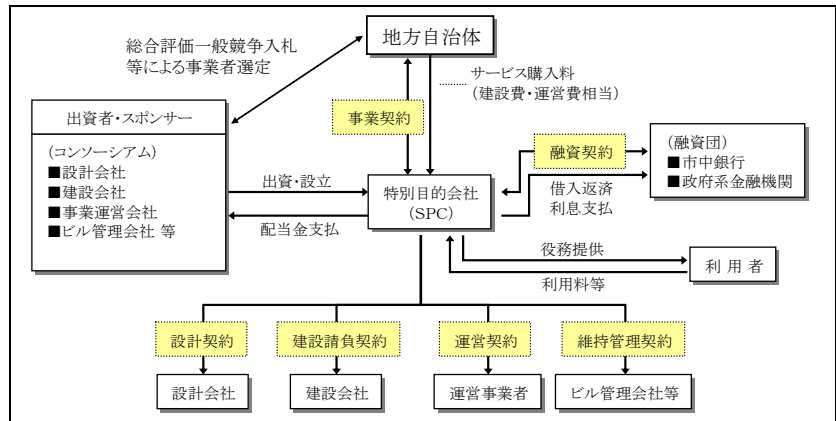 地方自治体
総合評価一般競争入札
等による事業者選定
サービス購入料
(建設費・運営費相当)
事業契約
出資者・スポンサー
(コンソーシアム)
■設計会社
■建設会社
■事業運営会社
■ビル管理会社 等
融資契約
(融資団)
■市中銀行
■政府系金融機関
出資・設立
特別目的会社
(SPC)
借入返済
利息支払
配当金支払
役務提供
利用料等
利 用 者
設計契約
建設請負契約
運営契約
維持管理契約
設計会社
建設会社
運営事業者
ビル管理会社等